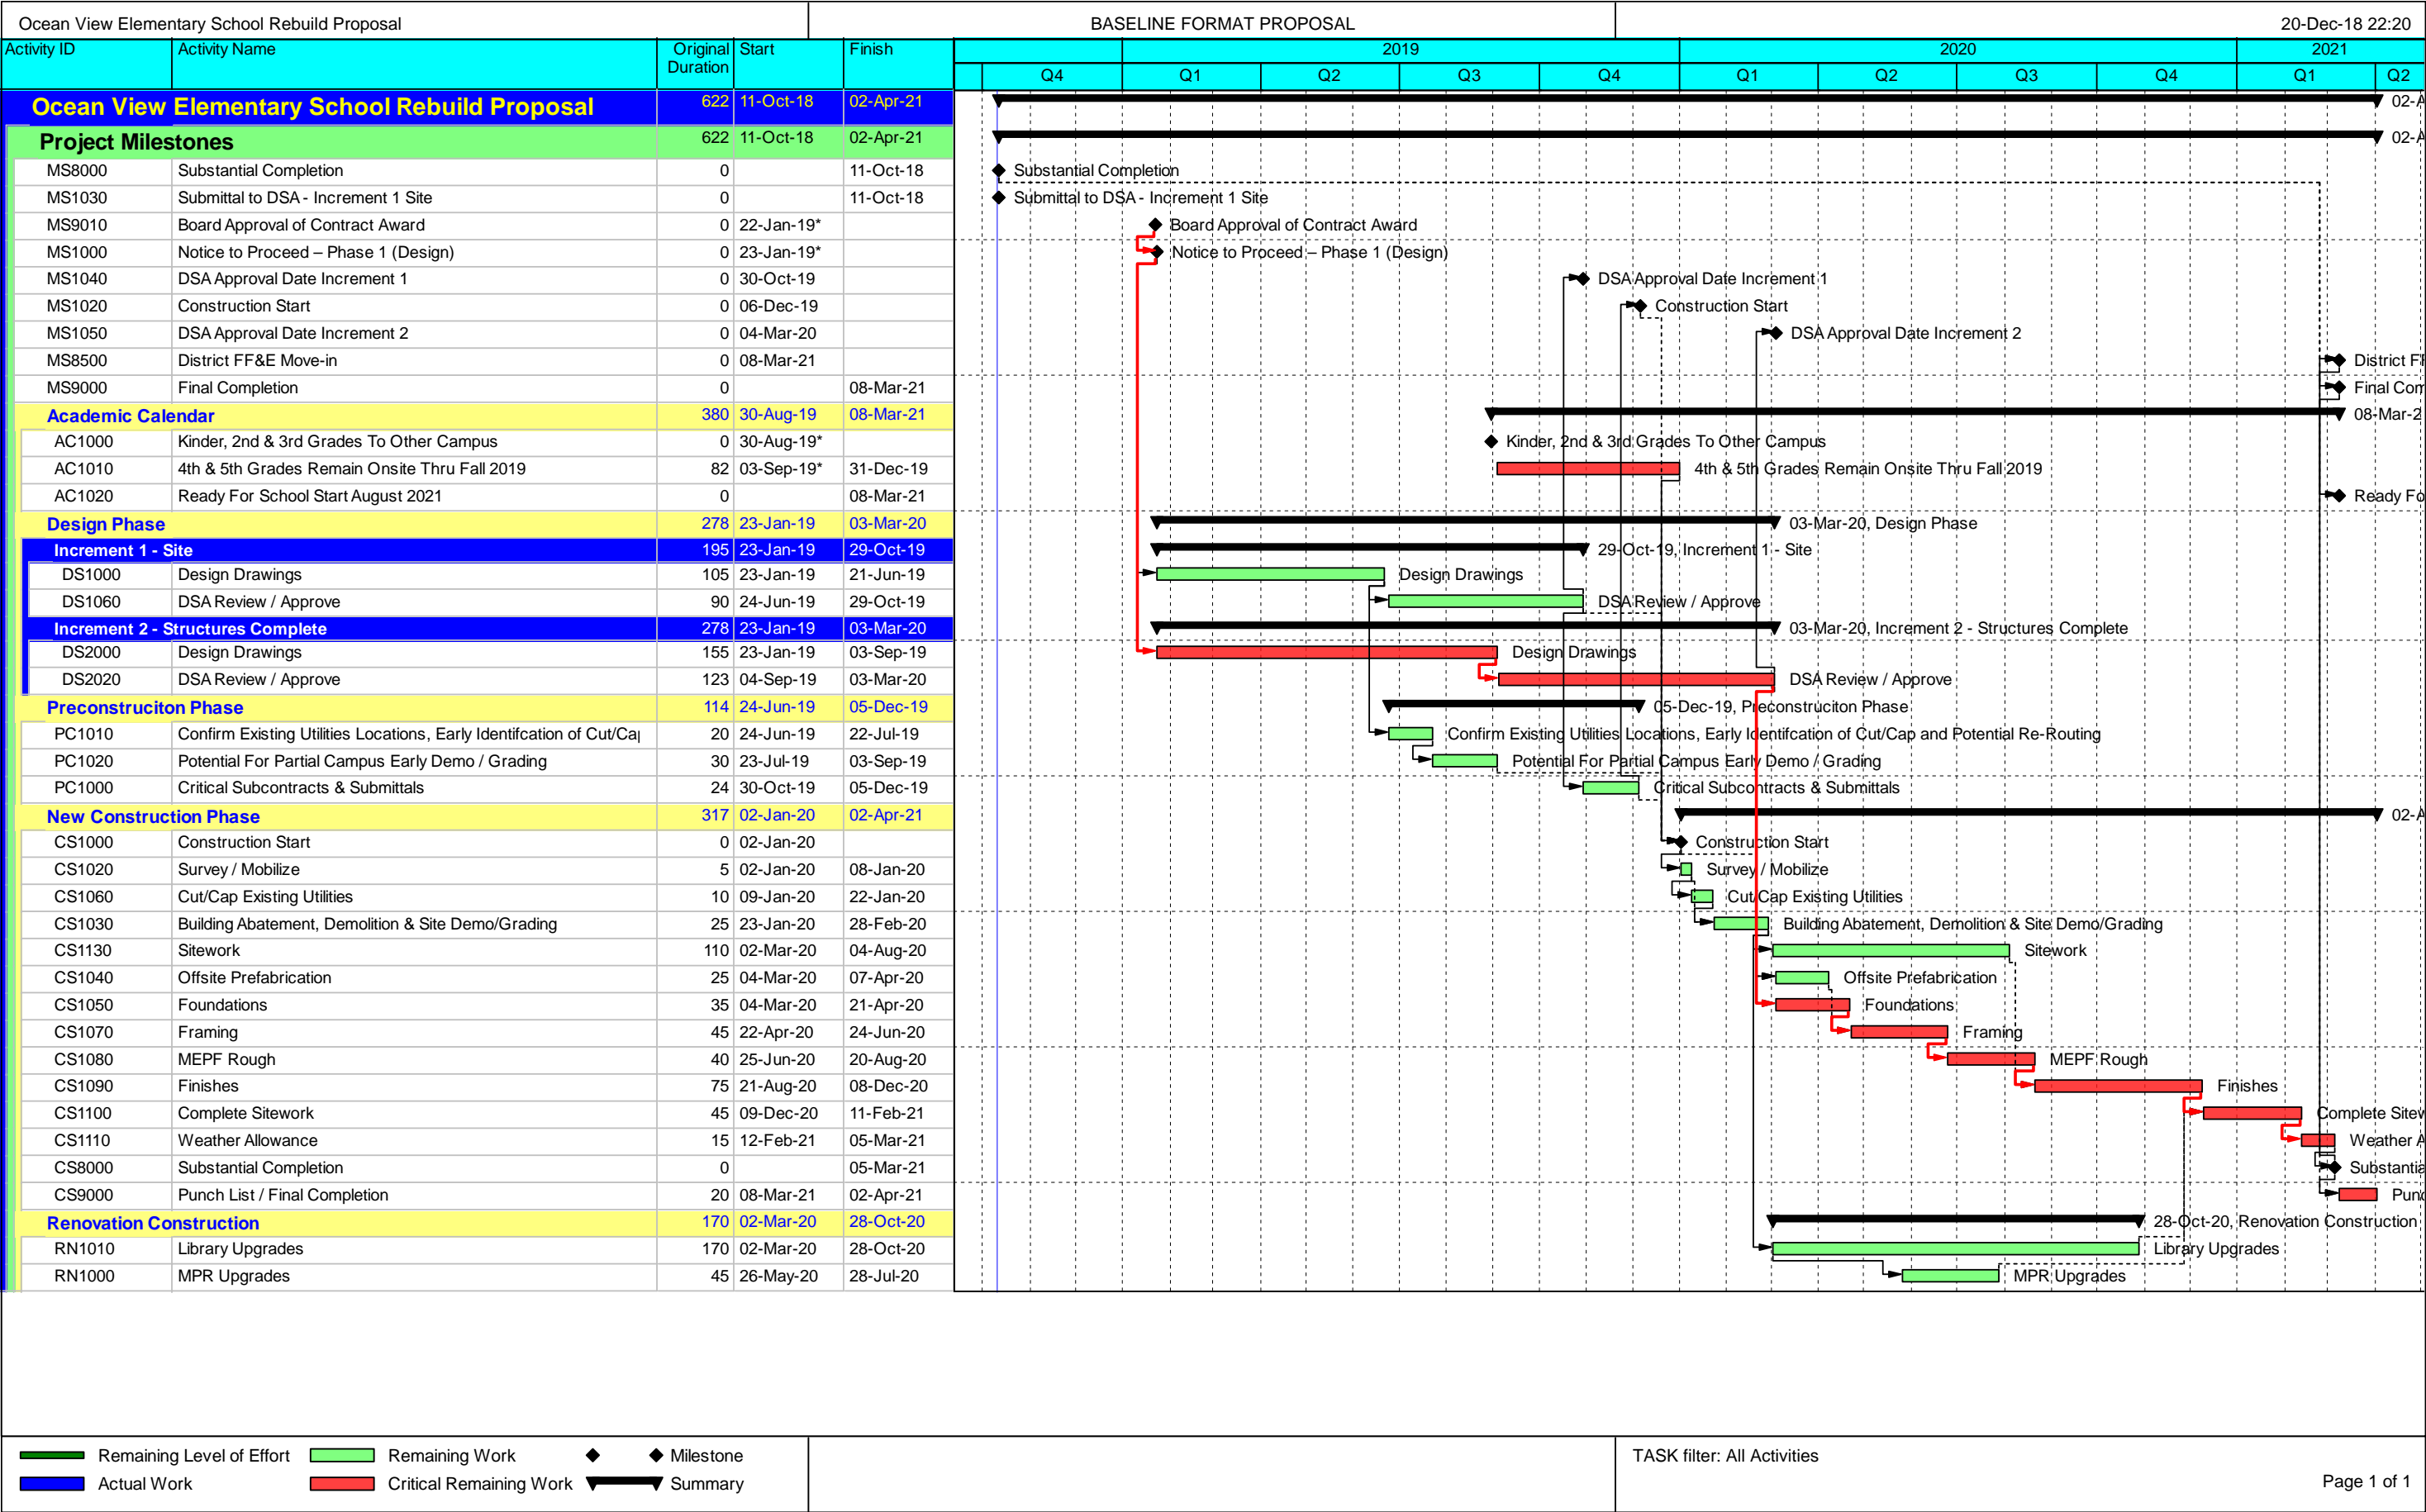 Ocean View Elementary School Rebuild Proposal BASELINE FORMAT PROPOSAL 20-Dec-18 22:20
Activity ID Activity Name Original Duration Start Finish 2019 2020 2021
Q4 Q1 Q2 Q3 Q4 Q1 Q2 Q3 Q4 Q1 Q2
Ocean View Elementary School Rebuild Proposal 622 11-Oct-18 02-Apr-21 02-A
Project Milestones 622 11-Oct-18 02-Apr-21 02-A
MS8000 Substantial Completion 0 11-Oct-18 Substantial Completion
MS1030 Submittal to DSA - Increment 1 Site 0 11-Oct-18 Submittal to DSA - Increment 1 Site
MS9010 Board Approval of Contract Award 0 22-Jan-19* Board Approval of Contract Award
MS1000 Notice to Proceed – Phase 1 (Design) 0 23-Jan-19* Notice to Proceed – Phase 1 (Design)
MS1040 DSA Approval Date Increment 1 0 30-Oct-19 DSA Approval Date Increment 1
MS1020 Construction Start 0 06-Dec-19 Construction Start
MS1050 DSA Approval Date Increment 2 0 04-Mar-20 DSA Approval Date Increment 2
MS8500 District FF&E Move-in 0 08-Mar-21 District FF
MS9000 Final Completion 0 08-Mar-21 Final Com
Academic Calendar 380 30-Aug-19 08-Mar-21 08-Mar-2
AC1000 Kinder, 2nd & 3rd Grades To Other Campus 0 30-Aug-19* Kinder, 2nd & 3rd Grades To Other Campus
AC1010 4th & 5th Grades Remain Onsite Thru Fall 2019 82 03-Sep-19* 31-Dec-19 4th & 5th Grades Remain Onsite Thru Fall 2019
AC1020 Ready For School Start August 2021 0 08-Mar-21 Ready Fo
Design Phase 278 23-Jan-19 03-Mar-20 03-Mar-20, Design Phase
Increment 1 - Site 195 23-Jan-19 29-Oct-19 29-Oct-19, Increment 1 - Site
DS1000 Design Drawings 105 23-Jan-19 21-Jun-19 Design Drawings
DS1060 DSA Review / Approve 90 24-Jun-19 29-Oct-19 DSA Review / Approve
Increment 2 - Structures Complete 278 23-Jan-19 03-Mar-20 03-Mar-20, Increment 2 - Structures Complete
DS2000 Design Drawings 155 23-Jan-19 03-Sep-19 Design Drawings
DS2020 DSA Review / Approve 123 04-Sep-19 03-Mar-20 DSA Review / Approve
Preconstruciton Phase 114 24-Jun-19 05-Dec-19 05-Dec-19, Preconstruciton Phase
PC1010 Confirm Existing Utilities Locations, Early Identifcation of Cut/Cap 20 24-Jun-19 22-Jul-19 Confirm Existing Utilities Locations, Early Identifcation of Cut/Cap and Potential Re-Routing
PC1020 Potential For Partial Campus Early Demo / Grading 30 23-Jul-19 03-Sep-19 Potential For Partial Campus Early Demo / Grading
PC1000 Critical Subcontracts & Submittals 24 30-Oct-19 05-Dec-19 Critical Subcontracts & Submittals
New Construction Phase 317 02-Jan-20 02-Apr-21 02-A
CS1000 Construction Start 0 02-Jan-20 Construction Start
CS1020 Survey / Mobilize 5 02-Jan-20 08-Jan-20 Survey / Mobilize
CS1060 Cut/Cap Existing Utilities 10 09-Jan-20 22-Jan-20 Cut/Cap Existing Utilities
CS1030 Building Abatement, Demolition & Site Demo/Grading 25 23-Jan-20 28-Feb-20 Building Abatement, Demolition & Site Demo/Grading
CS1130 Sitework 110 02-Mar-20 04-Aug-20 Sitework
CS1040 Offsite Prefabrication 25 04-Mar-20 07-Apr-20 Offsite Prefabrication
CS1050 Foundations 35 04-Mar-20 21-Apr-20 Foundations
CS1070 Framing 45 22-Apr-20 24-Jun-20 Framing
CS1080 MEPF Rough 40 25-Jun-20 20-Aug-20 MEPF Rough
CS1090 Finishes 75 21-Aug-20 08-Dec-20 Finishes
CS1100 Complete Sitework 45 09-Dec-20 11-Feb-21 Complete Sitew
CS1110 Weather Allowance 15 12-Feb-21 05-Mar-21 Weather A
CS8000 Substantial Completion 0 05-Mar-21 Substantia
CS9000 Punch List / Final Completion 20 08-Mar-21 02-Apr-21 Punc
Renovation Construction 170 02-Mar-20 28-Oct-20 28-Oct-20, Renovation Construction
RN1010 Library Upgrades 170 02-Mar-20 28-Oct-20 Library Upgrades
RN1000 MPR Upgrades 45 26-May-20 28-Jul-20 MPR Upgrades
Remaining Level of Effort Remaining Work Milestone TASK filter: All Activities
Actual Work Critical Remaining Work Summary Page 1 of 1